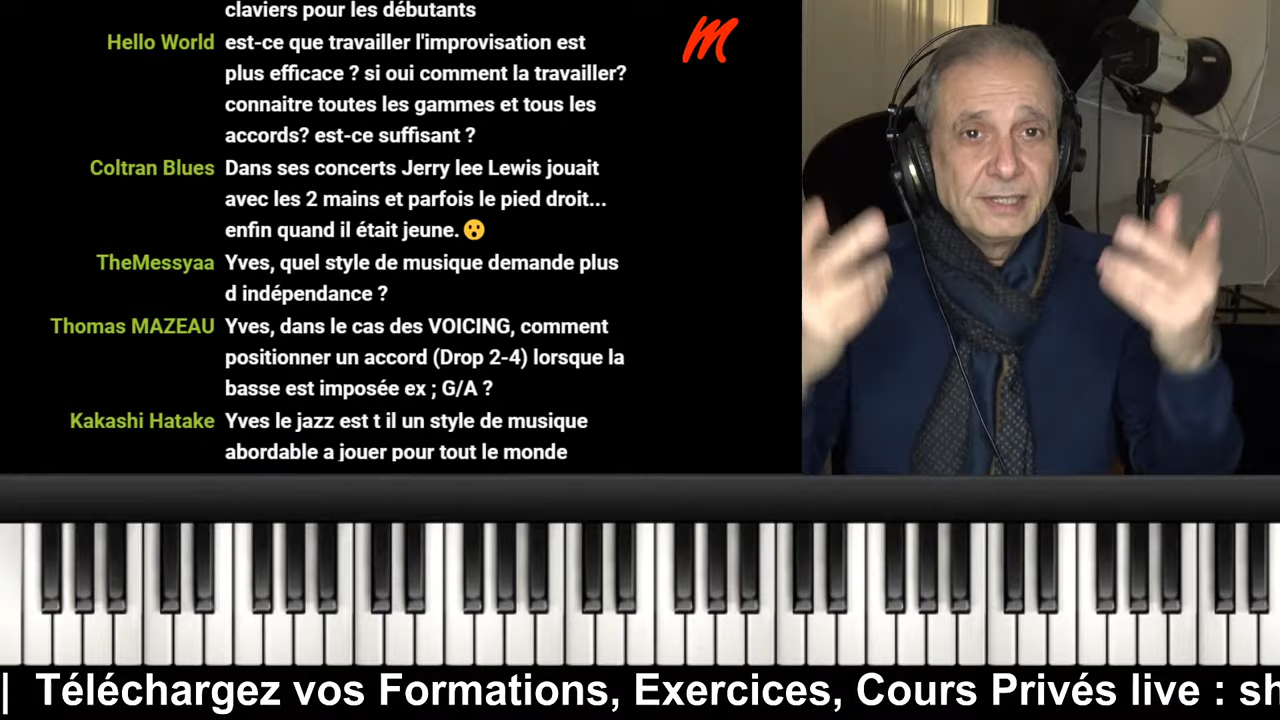 claviers pour les débutants
Hello World est-ce que travailler l'improvisation est
plus efficace ? si oui comment la travailler?
connaitre toutes les gammes et tous les
accords? est-ce suffisant ?
Coltran Blues Dans ses concerts Jerry lee Lewis jouait
avec les 2 mains et parfois le pied droit...
enfin quand il était jeune.😮
TheMessyaa Yves, quel style de musique demande plus
d indépendance ?
Thomas MAZEAU Yves, dans le cas des VOICING, comment
positionner un accord (Drop 2-4) lorsque la
basse est imposée ex ; G/A ?
Kakashi Hatake Yves le jazz est t il un style de musique
abordable a jouer pour tout le monde
m
| Téléchargez vos Formations, Exercices, Cours Privés live : sh